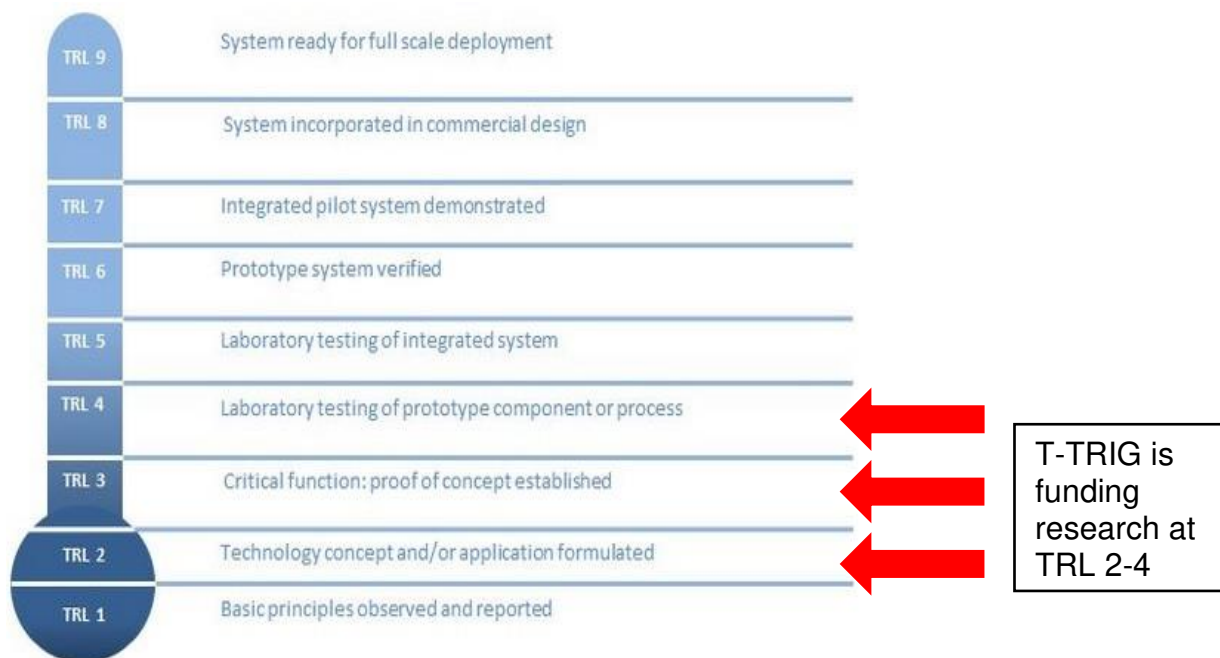 TRL 9 System ready for full scale deployment
TRL 8 System incorporated in commercial design
TRL 7 Integrated pilot system demonstrated
TRL 6 Prototype system verified
TRL 5 Laboratory testing of integrated system
TRL 4 Laboratory testing of prototype component or process
TRL 3 Critical function: proof of concept established
TRL 2 Technology concept and/or application formulated
TRL 1 Basic principles observed and reported
T-TRIG is
funding
research at
TRL 2-4